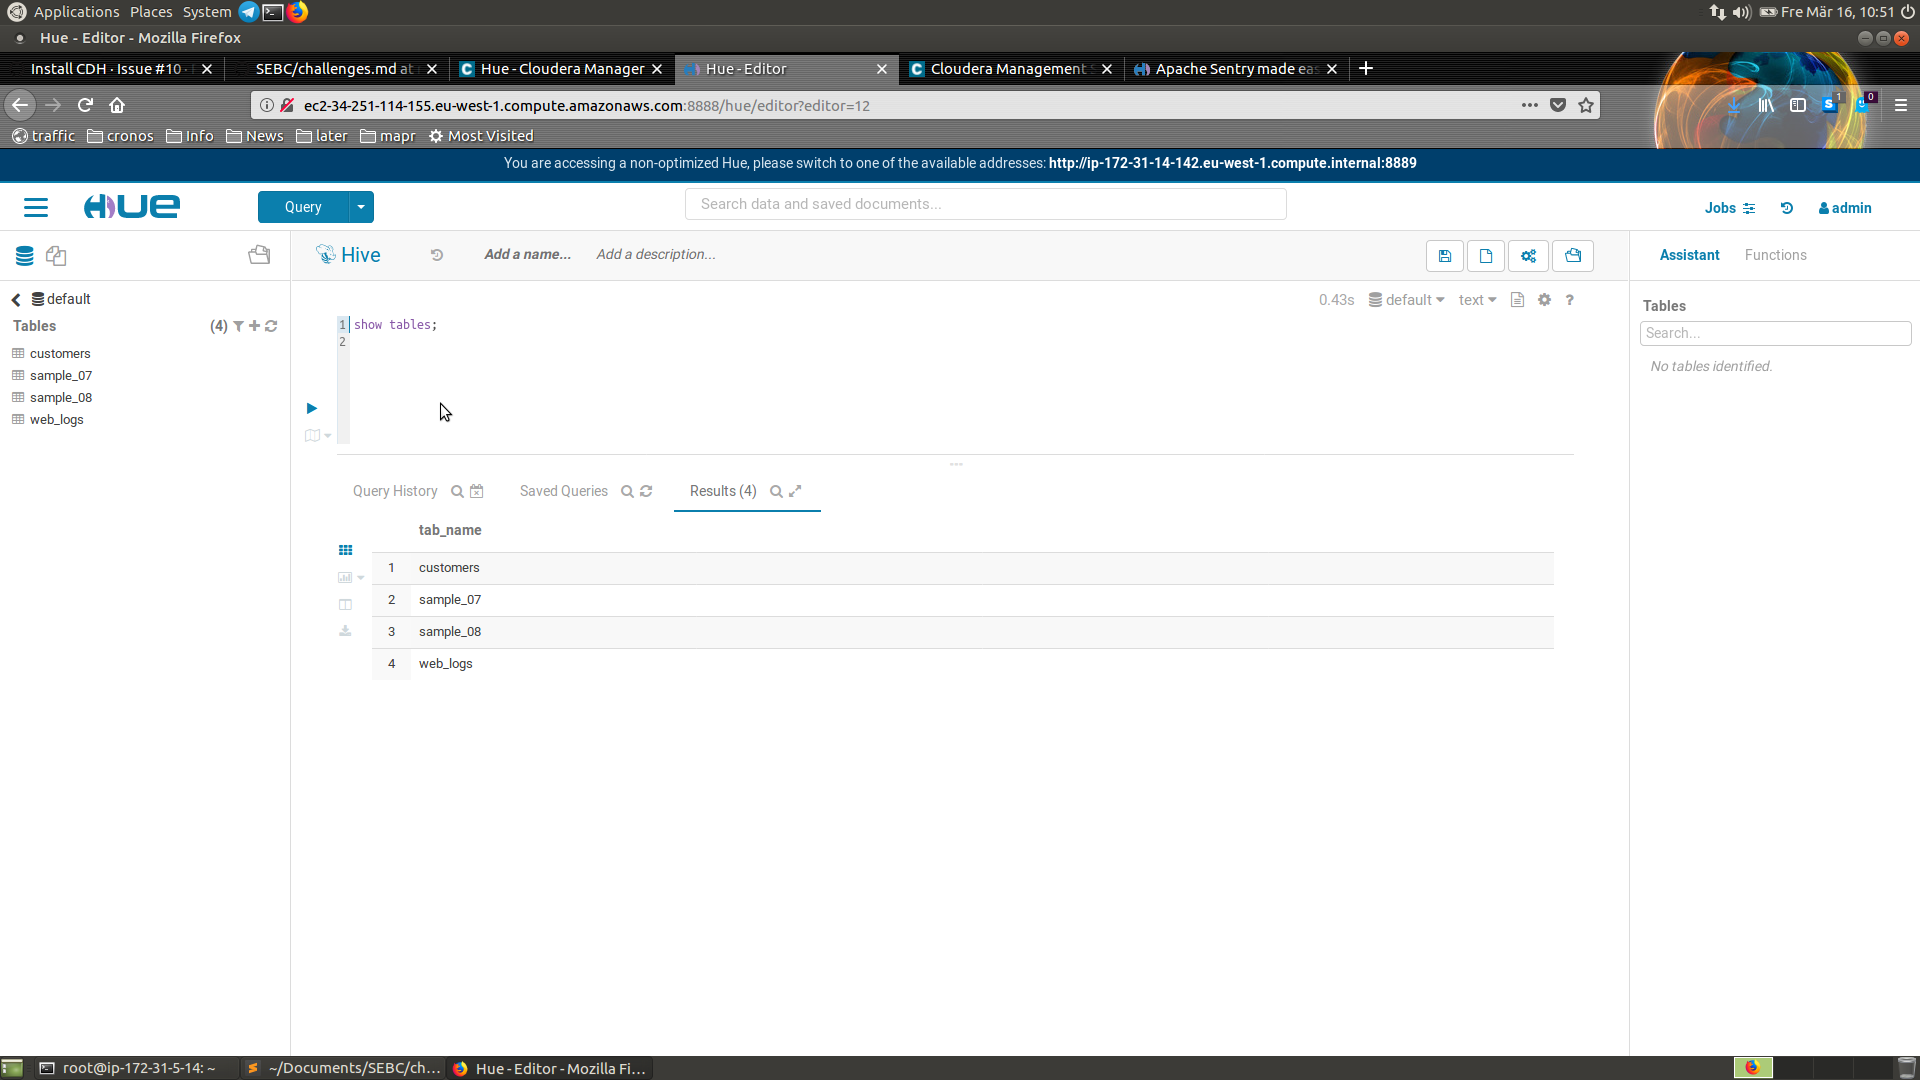 Applications Places System
Fre Mär 16, 10:51
Hue - Editor - Mozilla Firefox
Install CDH · Issue #10 ·
SEBC/challenges.md at
Hue - Cloudera Manager
Hue - Editor
Cloudera Management S
Apache Sentry made eas
ec2-34-251-114-155.eu-west-1.compute.amazonaws.com:8888/hue/editor?editor=12
S 1 0
traffic cronos Info News later mapr Most Visited
You are accessing a non-optimized Hue, please switch to one of the available addresses: http://ip-172-31-14-142.eu-west-1.compute.internal:8889
HUE
Query
Search data and saved documents...
Jobs
admin
Hive
Add a name...
Add a description...
Assistant
Functions
default
0.43s default text ?
Tables (4)
Tables
Search...
No tables identified.
1 show tables;
2
customers
sample_07
sample_08
web_logs
Query History
Saved Queries
Results (4)
tab_name
1 customers
2 sample_07
3 sample_08
4 web_logs
root@ip-172-31-5-14: ~
~/Documents/SEBC/ch...
Hue - Editor - Mozilla Fi...